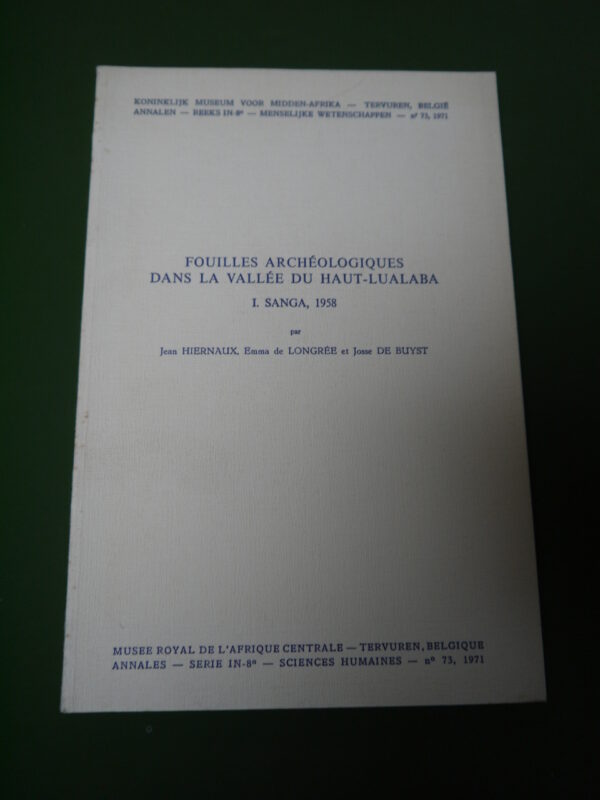 KONINKLIJK MUSEUM VOOR MIDDEN-AFRIKA — TERVUREN, BELGIË
ANNALEN — REEKS IN-8º — MENSELIJKE WETENSCHAPPEN — nº 73, 1971
FOUILLES ARCHÉOLOGIQUES
DANS LA VALLÉE DU HAUT-LUALABA
I. SANGA, 1958
par
Jean HIERNAUX, Emma de LONGRÉE et Josse DE BUYST
MUSEE ROYAL DE L'AFRIQUE CENTRALE — TERVUREN, BELGIQUE
ANNALES — SERIE IN-8º — SCIENCES HUMAINES — nº 73, 1971